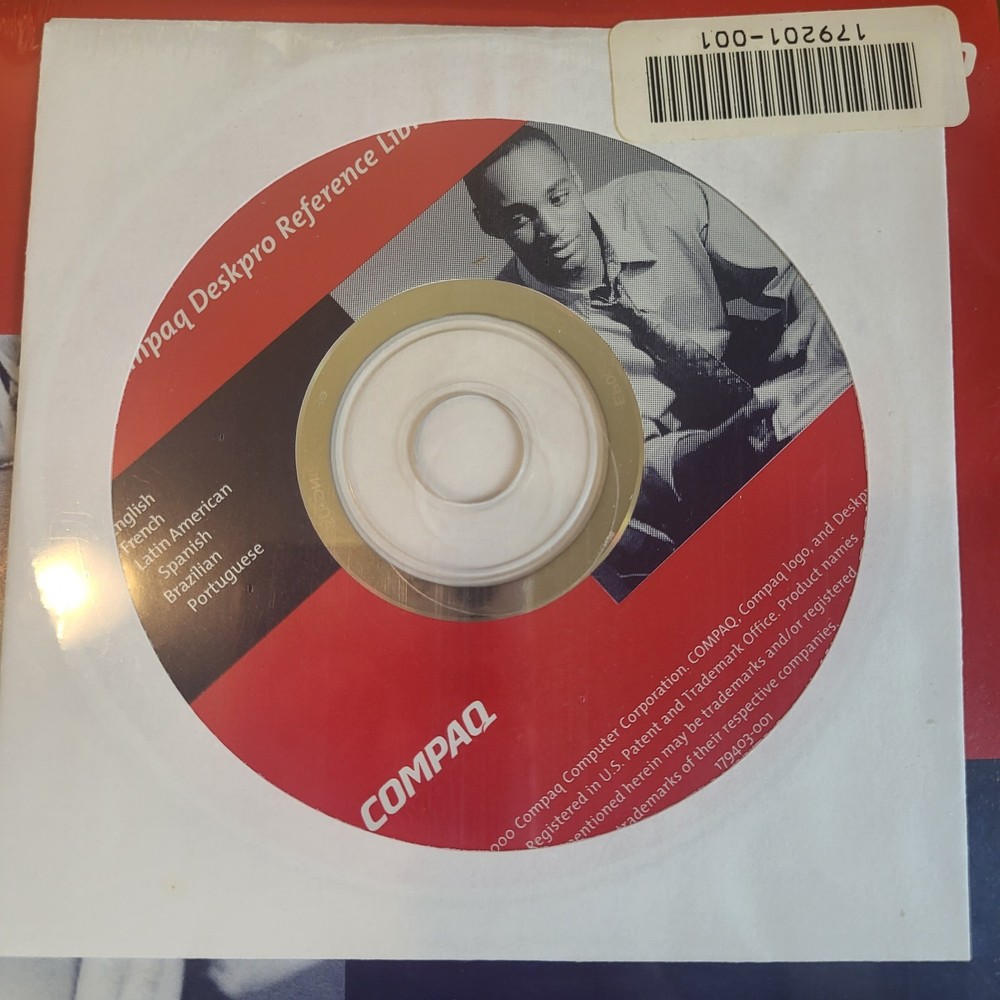 179201-001
mpaq Deskpro Reference Lib
nglish
French
Latin American
Spanish
Brazilian
Portuguese
COMPAQ
000 Compaq Computer Corporation. COMPAQ, Compaq logo, and Deskp
Registered in U.S. Patent and Trademark Office. Product names
entioned herein may be trademarks and/or registered
trademarks of their respective companies.
179403-001